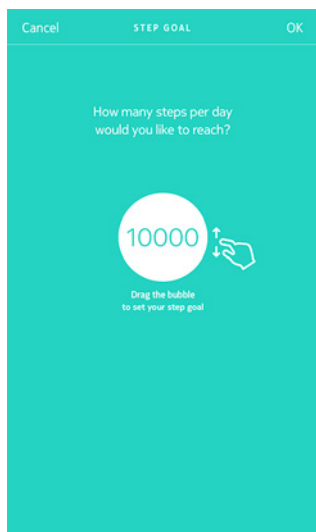 Cancel STEP GOAL OK
How many steps per day
would you like to reach?
10000
Drag the bubble
to set your step goal